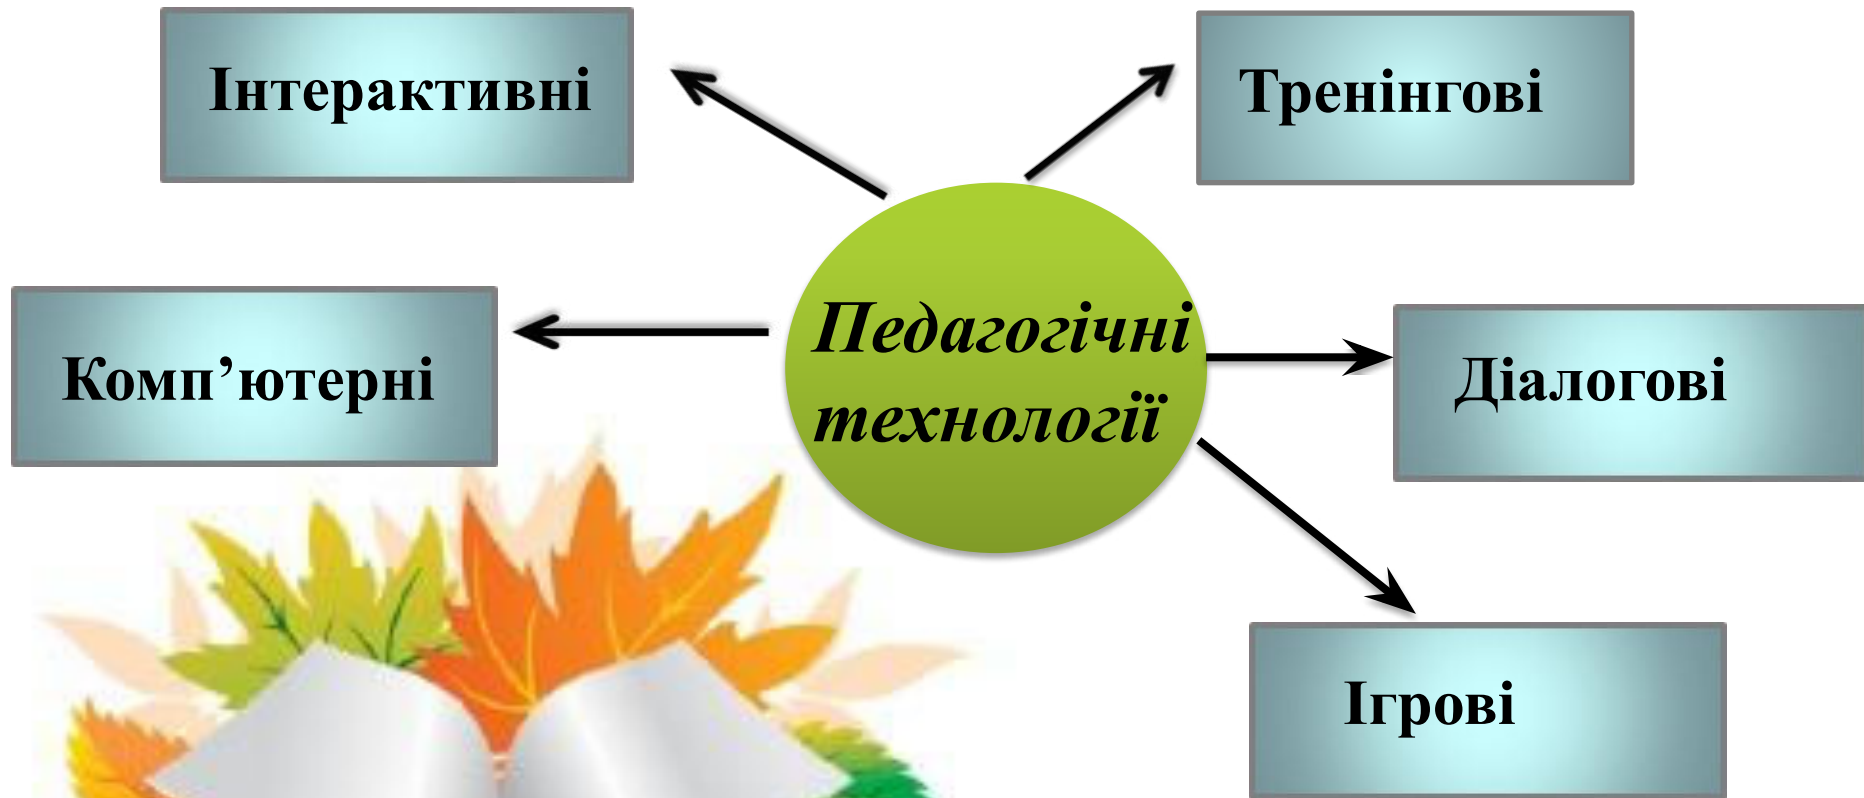 Інтерактивні
Тренінгові
Педагогічні
технології
Комп’ютерні
Діалогові
Ігрові